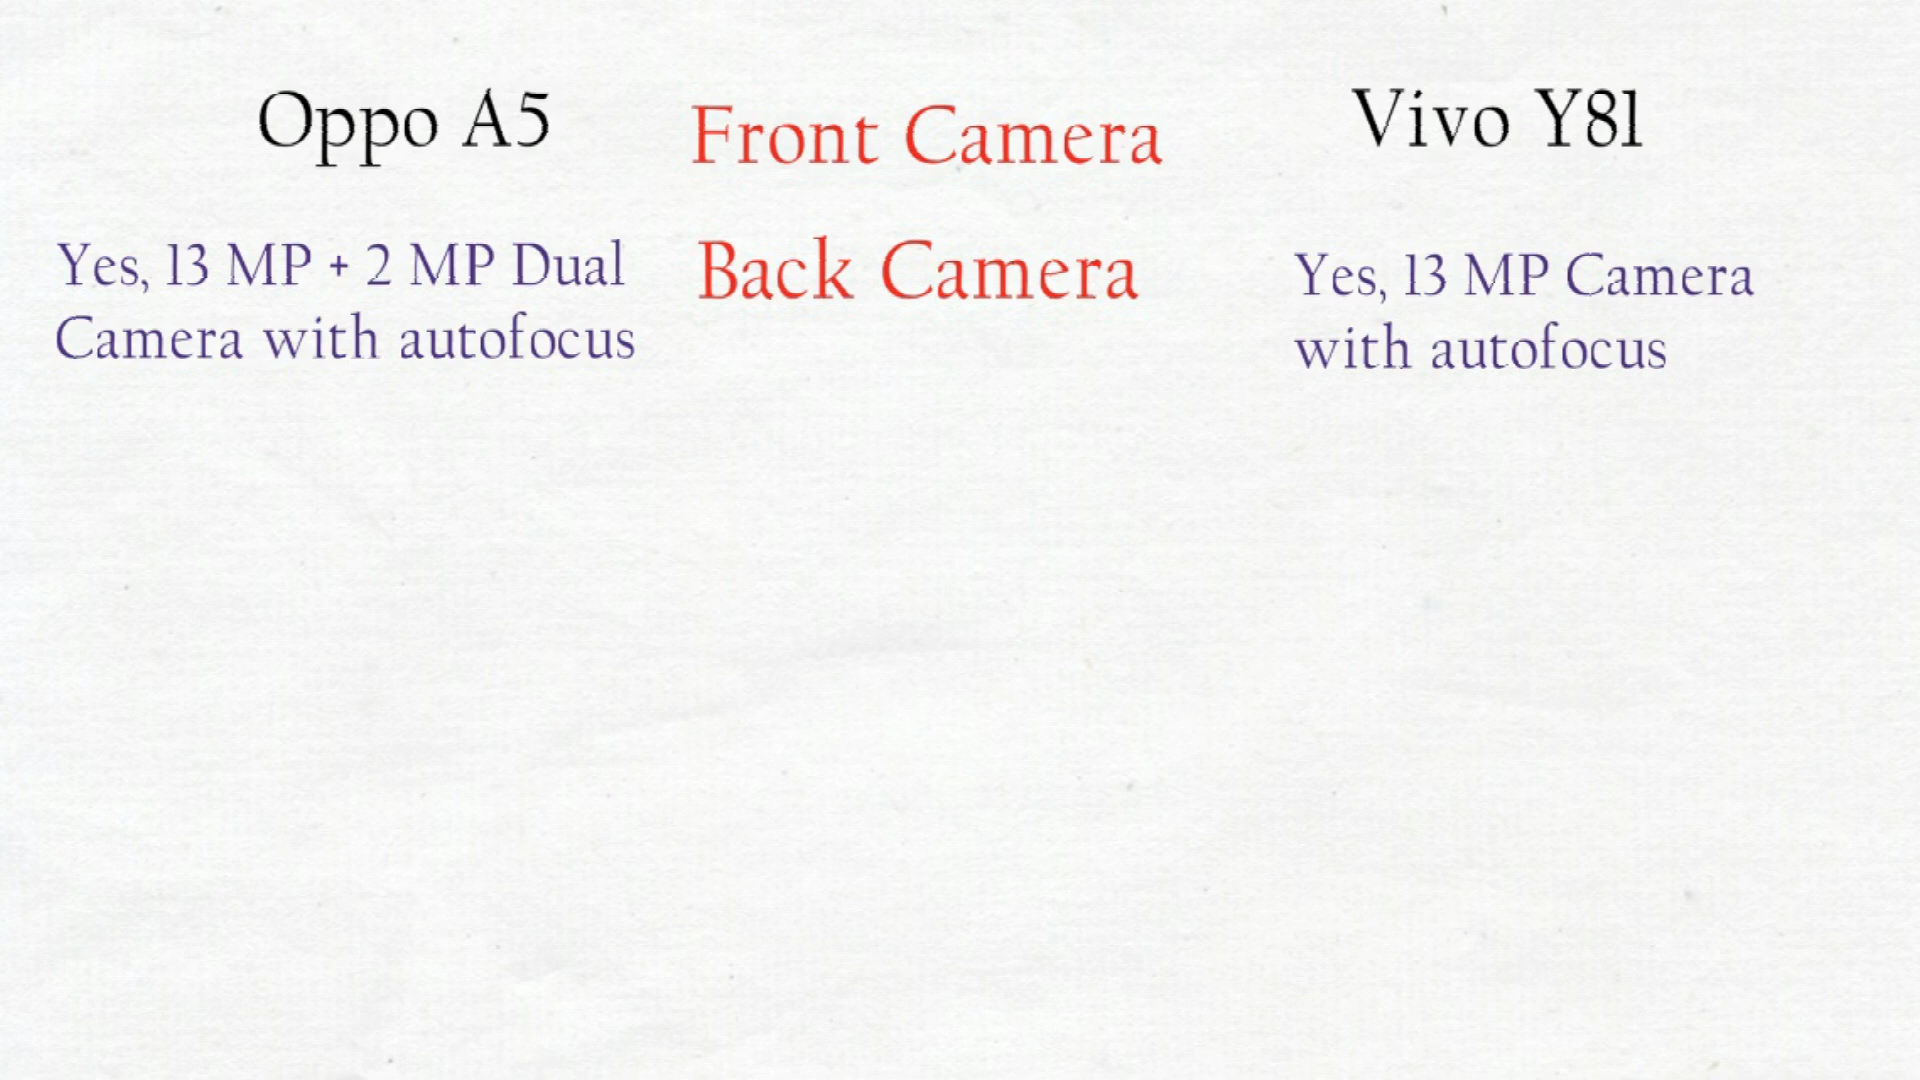 Oppo A5
Front Camera
Vivo Y81
Yes, 13 MP + 2 MP Dual
Camera with autofocus
Back Camera
Yes, 13 MP Camera
with autofocus